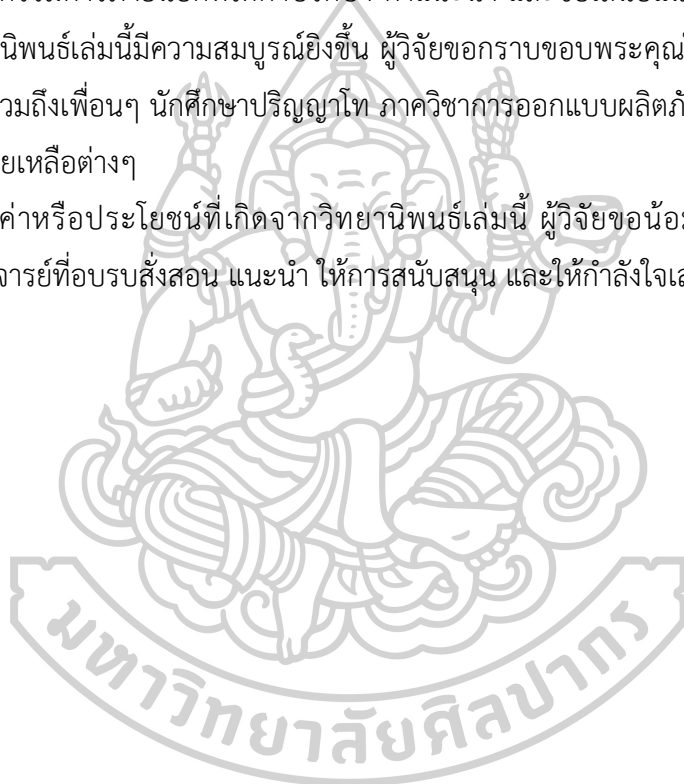 นิพนธ์เล่มนี้มีความสมบูรณ์ยิ่งขึ้น ผู้วิจัยขอกราบขอบพระคุณ
วมถึงเพื่อนๆ นักศึกษาปริญญาโท ภาควิชาการออกแบบผลิตภั
ยเหลือต่างๆ
ค่าหรือประโยชน์ที่เกิดจากวิทยานิพนธ์เล่มนี้ ผู้วิจัยขอน้อม
จารย์ที่อบรบสั่งสอน แนะนำ ให้การสนับสนุน และให้กำลังใจเส
มหาวิทยาลัยศิลปากร